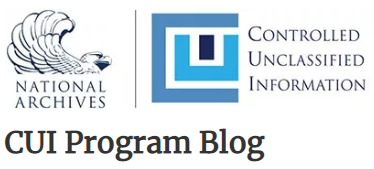 NATIONAL
ARCHIVES
CONTROLLED
UNCLASSIFIED
INFORMATION
CUI Program Blog